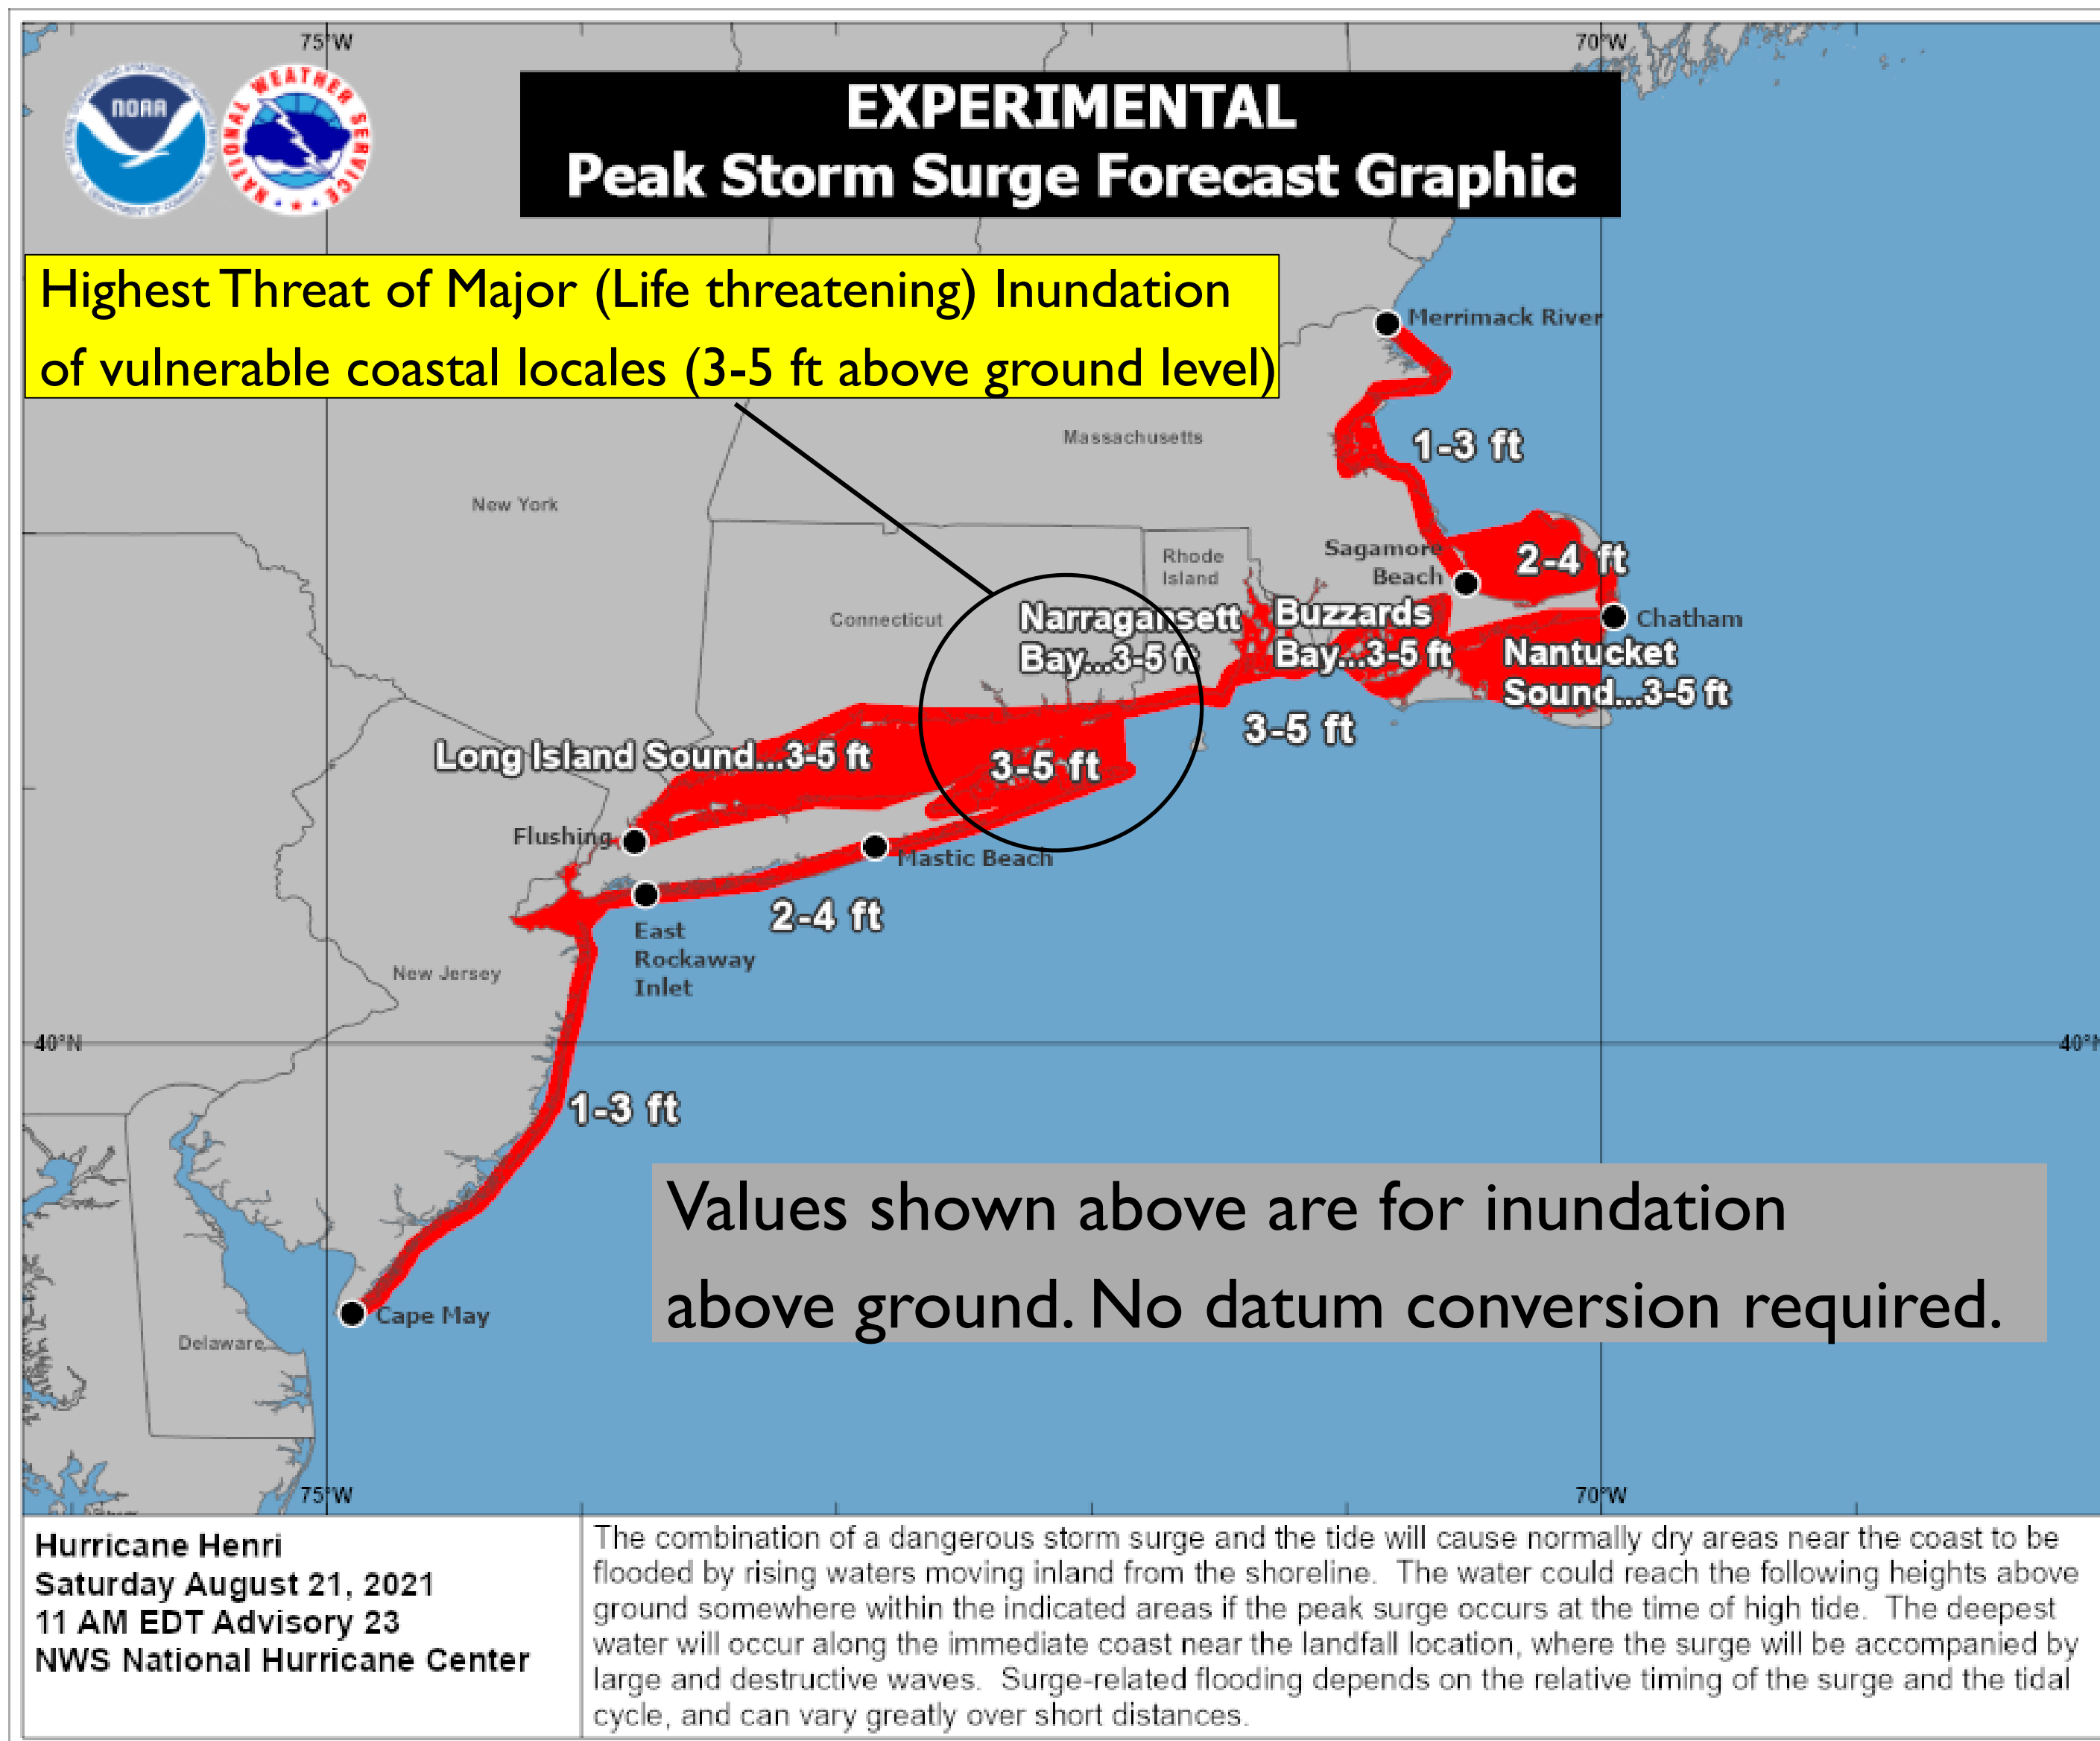 75°W
70°W
NOAA
NATIONAL WEATHER SERVICE
EXPERIMENTAL
Peak Storm Surge Forecast Graphic
Highest Threat of Major (Life threatening) Inundation
of vulnerable coastal locales (3-5 ft above ground level)
Merrimack River
Massachusetts
1-3 ft
New York
Sagamore
Beach
2-4 ft
Rhode
Island
Connecticut
Narragansett
Bay...3-5 ft
Buzzards
Bay...3-5 ft
Chatham
Nantucket
Sound...3-5 ft
3-5 ft
Long Island Sound...3-5 ft
3-5 ft
Flushing
Mastic Beach
2-4 ft
East
Rockaway
Inlet
New Jersey
40°N
40°N
1-3 ft
Values shown above are for inundation
above ground. No datum conversion required.
Cape May
Delaware
75°W
70°W
Hurricane Henri
Saturday August 21, 2021
11 AM EDT Advisory 23
NWS National Hurricane Center
The combination of a dangerous storm surge and the tide will cause normally dry areas near the coast to be
flooded by rising waters moving inland from the shoreline. The water could reach the following heights above
ground somewhere within the indicated areas if the peak surge occurs at the time of high tide. The deepest
water will occur along the immediate coast near the landfall location, where the surge will be accompanied by
large and destructive waves. Surge-related flooding depends on the relative timing of the surge and the tidal
cycle, and can vary greatly over short distances.